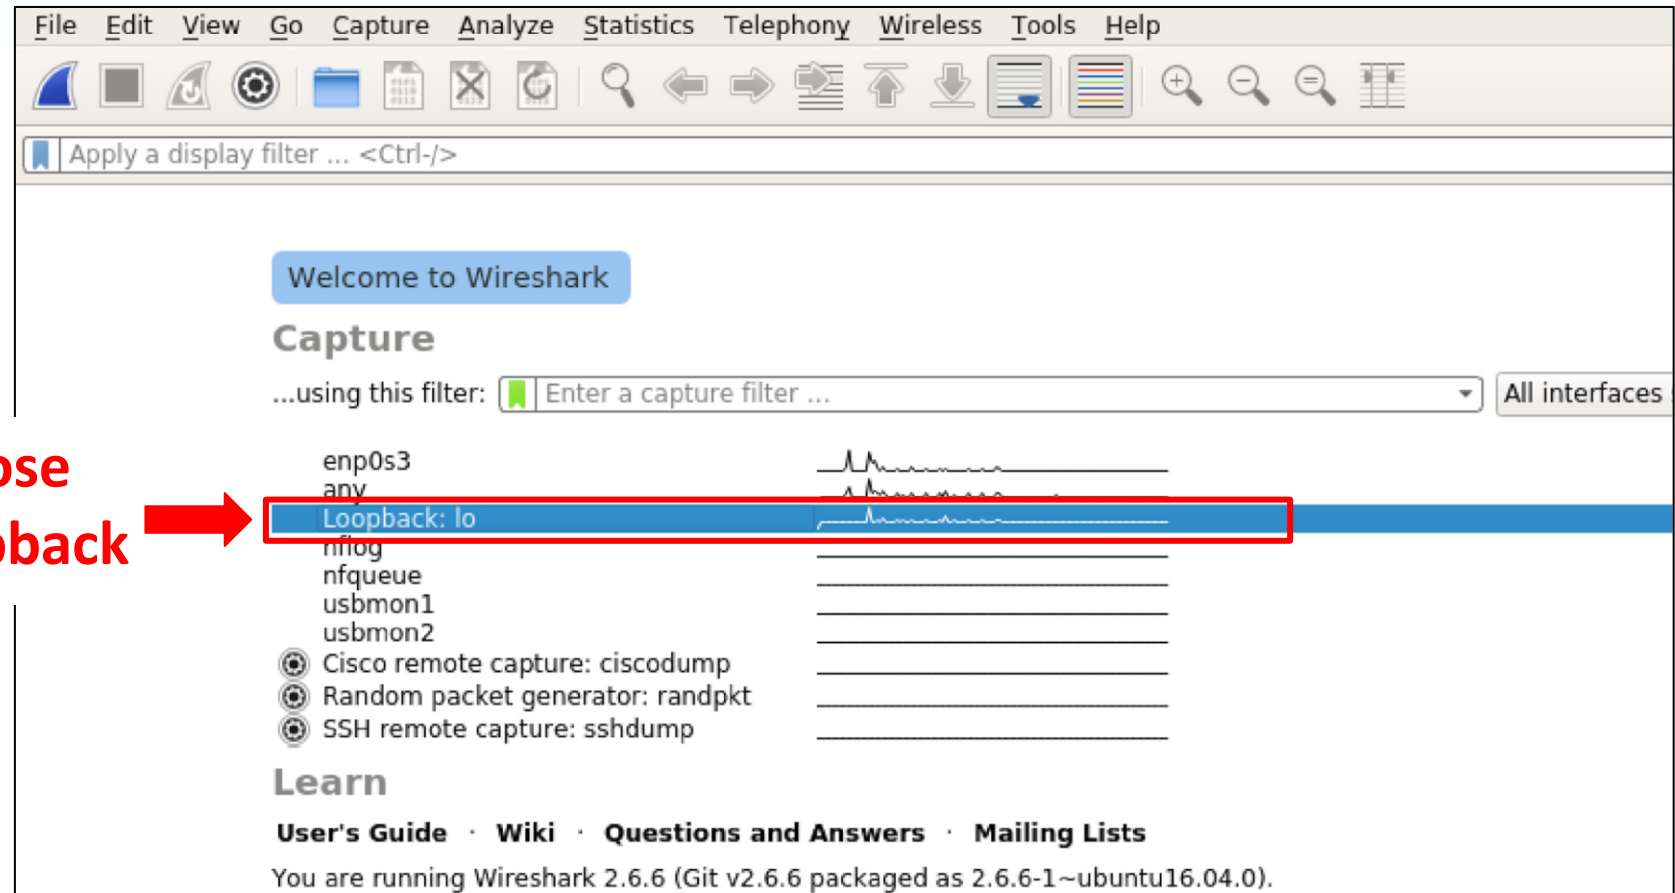 File Edit View Go Capture Analyze Statistics Telephony Wireless Tools Help
Apply a display filter ... <Ctrl-/>
Welcome to Wireshark
Capture
...using this filter: Enter a capture filter ... All interfaces
enp0s3
any
Loopback: lo
nflog
nfqueue
usbmon1
usbmon2
Cisco remote capture: ciscodump
Random packet generator: randpkt
SSH remote capture: sshdump
ose
pback
Learn
User's Guide · Wiki · Questions and Answers · Mailing Lists
You are running Wireshark 2.6.6 (Git v2.6.6 packaged as 2.6.6-1~ubuntu16.04.0).